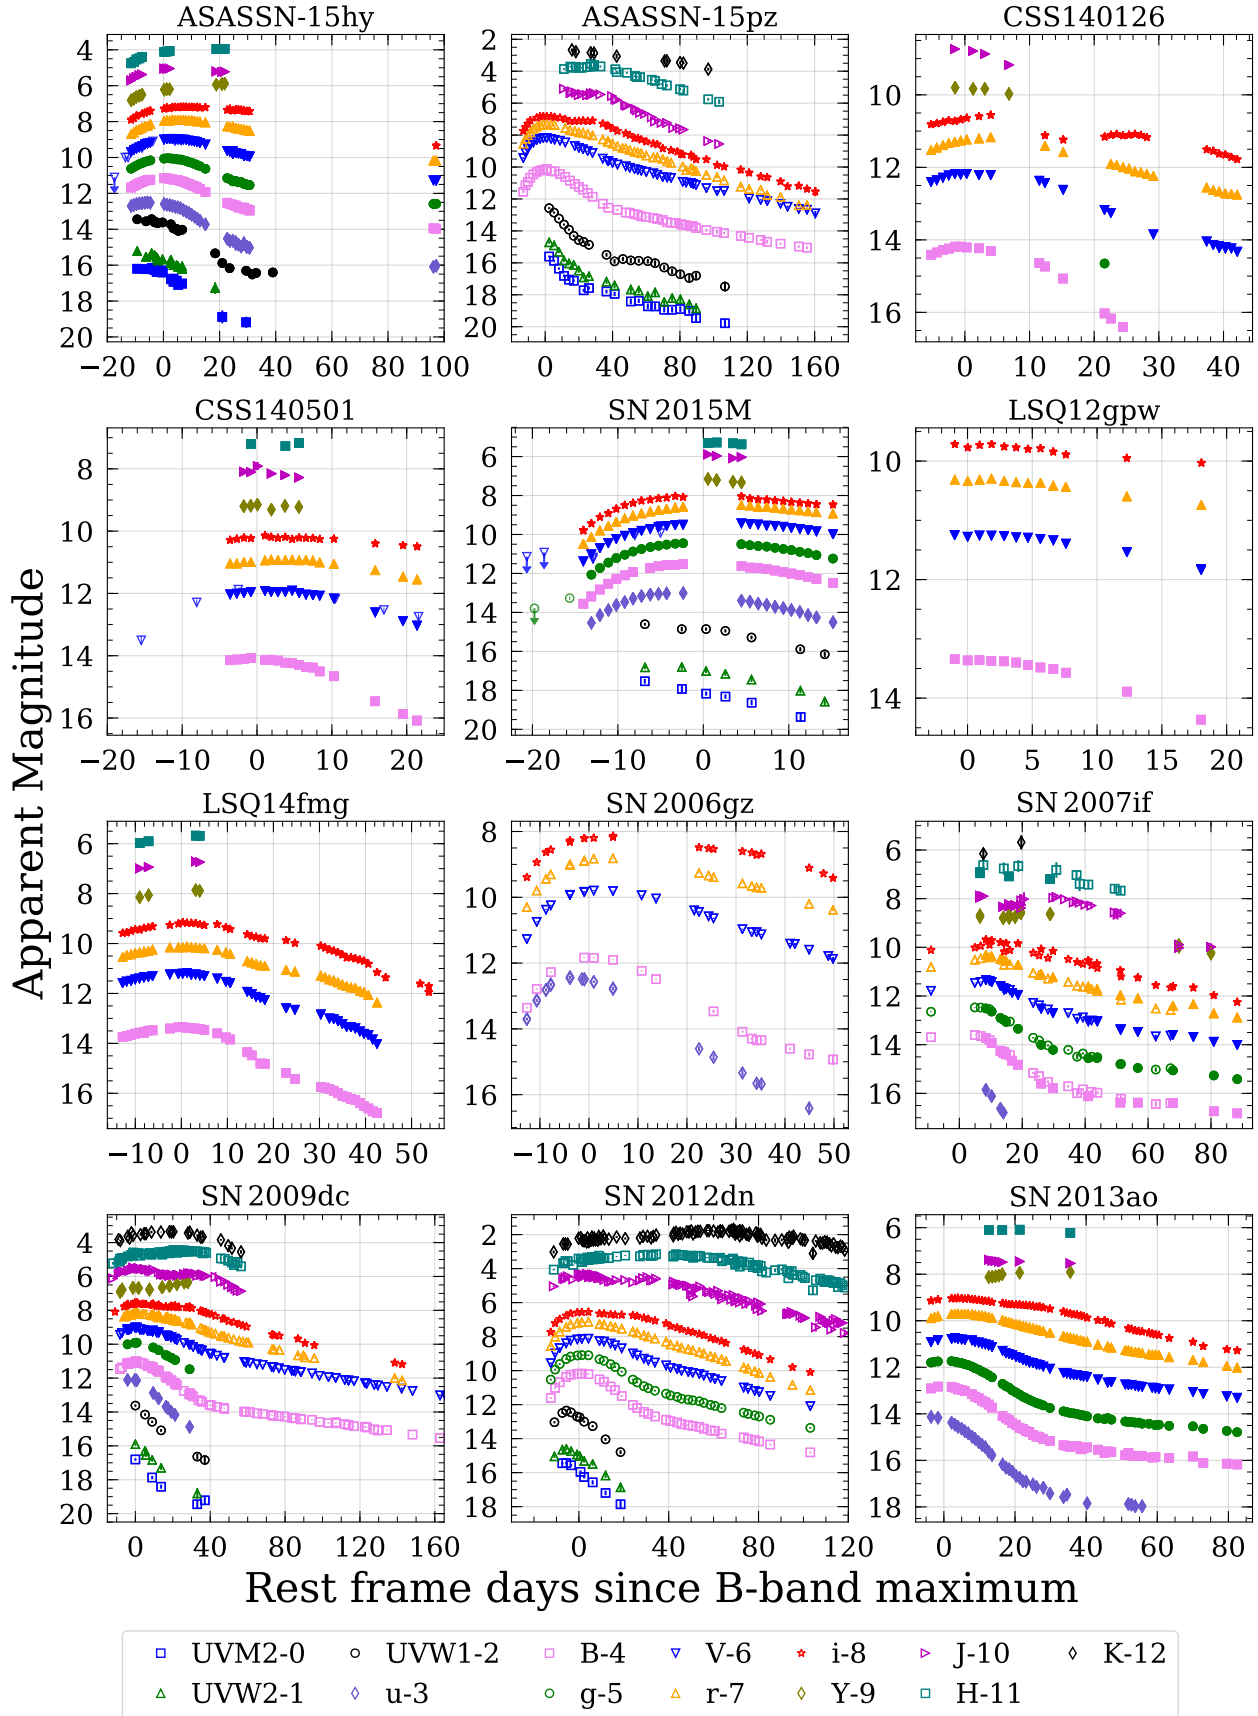 ASASSN-15hy ASASSN-15pz CSS140126
4 6 8 10 12 14 16 18 20
−20 0 20 40 60 80 100
2 4 6 8 10 12 14 16 18 20
0 40 80 120 160
10 12 14 16
0 10 20 30 40
CSS140501 SN 2015M LSQ12gpw
8 10 12 14 16
−20 −10 0 10 20
6 8 10 12 14 16 18 20
−20 −10 0 10
10 12 14
0 5 10 15 20
LSQ14fmg SN 2006gz SN 2007if
6 8 10 12 14 16
−10 0 10 20 30 40 50
8 10 12 14 16
−10 0 10 20 30 40 50
6 8 10 12 14 16
0 20 40 60 80
SN 2009dc SN 2012dn SN 2013ao
4 6 8 10 12 14 16 18 20
0 40 80 120 160
2 4 6 8 10 12 14 16 18
0 40 80 120
6 8 10 12 14 16 18
0 20 40 60 80
Apparent Magnitude
Rest frame days since B-band maximum
UVM2-0 UVW1-2 B-4 V-6 i-8 J-10 K-12
UVW2-1 u-3 g-5 r-7 Y-9 H-11